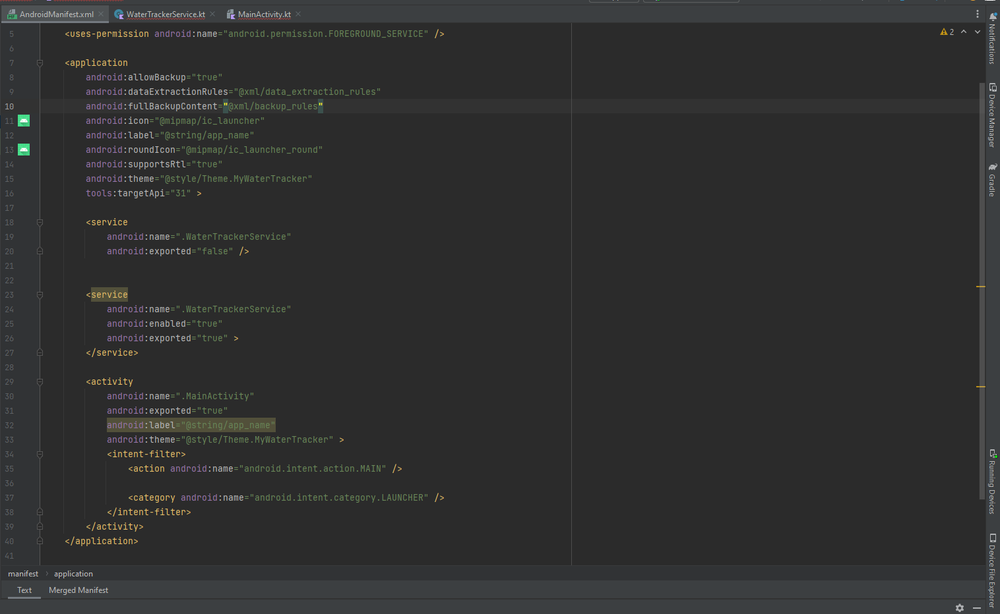 AndroidManifest.xml WaterTrackerService.kt MainActivity.kt
5 <uses-permission android:name="android.permission.FOREGROUND_SERVICE" /> 2
6
7 <application
8 android:allowBackup="true"
9 android:dataExtractionRules="@xml/data_extraction_rules"
10 android:fullBackupContent="@xml/backup_rules"
11 android:icon="@mipmap/ic_launcher"
12 android:label="@string/app_name"
13 android:roundIcon="@mipmap/ic_launcher_round"
14 android:supportsRtl="true"
15 android:theme="@style/Theme.MyWaterTracker"
16 tools:targetApi="31" >
17
18 <service
19 android:name=".WaterTrackerService"
20 android:exported="false" />
21
22
23 <service
24 android:name=".WaterTrackerService"
25 android:enabled="true"
26 android:exported="true" >
27 </service>
28
29 <activity
30 android:name=".MainActivity"
31 android:exported="true"
32 android:label="@string/app_name"
33 android:theme="@style/Theme.MyWaterTracker" >
34 <intent-filter>
35 <action android:name="android.intent.action.MAIN" />
36
37 <category android:name="android.intent.category.LAUNCHER" />
38 </intent-filter>
39 </activity>
40 </application>
41
manifest application
Text Merged Manifest
Notifications
Device Manager
Gradle
Running Devices
Device File Explorer